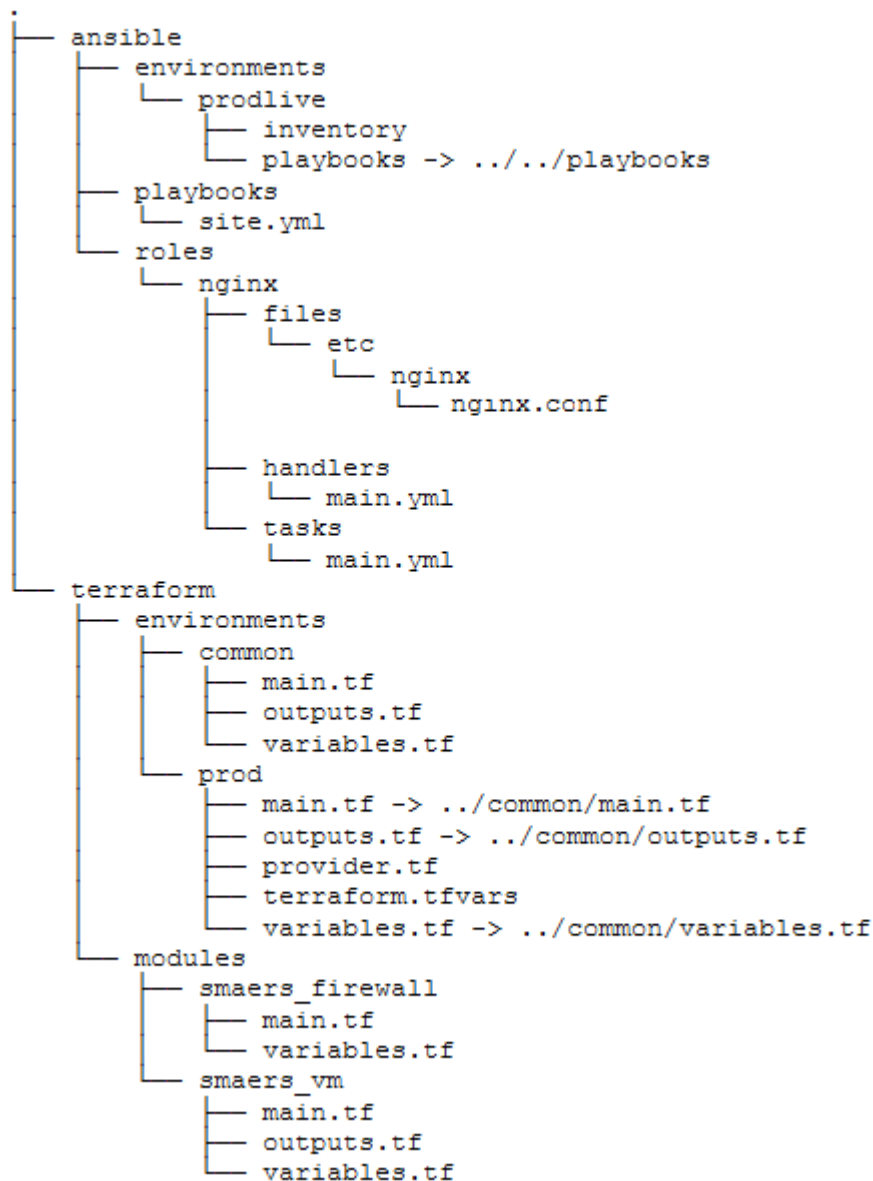 .
├── ansible
│   ├── environments
│   │   └── prodlive
│   │       ├── inventory
│   │       └── playbooks -> ../../playbooks
│   ├── playbooks
│   │   └── site.yml
│   └── roles
│       └── nginx
│           ├── files
│           │   └── etc
│           │       └── nginx
│           │           └── nginx.conf
│           ├── handlers
│           │   └── main.yml
│           └── tasks
│               └── main.yml
└── terraform
    ├── environments
    │   ├── common
    │   │   ├── main.tf
    │   │   ├── outputs.tf
    │   │   └── variables.tf
    │   └── prod
    │       ├── main.tf -> ../common/main.tf
    │       ├── outputs.tf -> ../common/outputs.tf
    │       ├── provider.tf
    │       ├── terraform.tfvars
    │       └── variables.tf -> ../common/variables.tf
    └── modules
        ├── smaers_firewall
        │   ├── main.tf
        │   └── variables.tf
        └── smaers_vm
            ├── main.tf
            ├── outputs.tf
            └── variables.tf